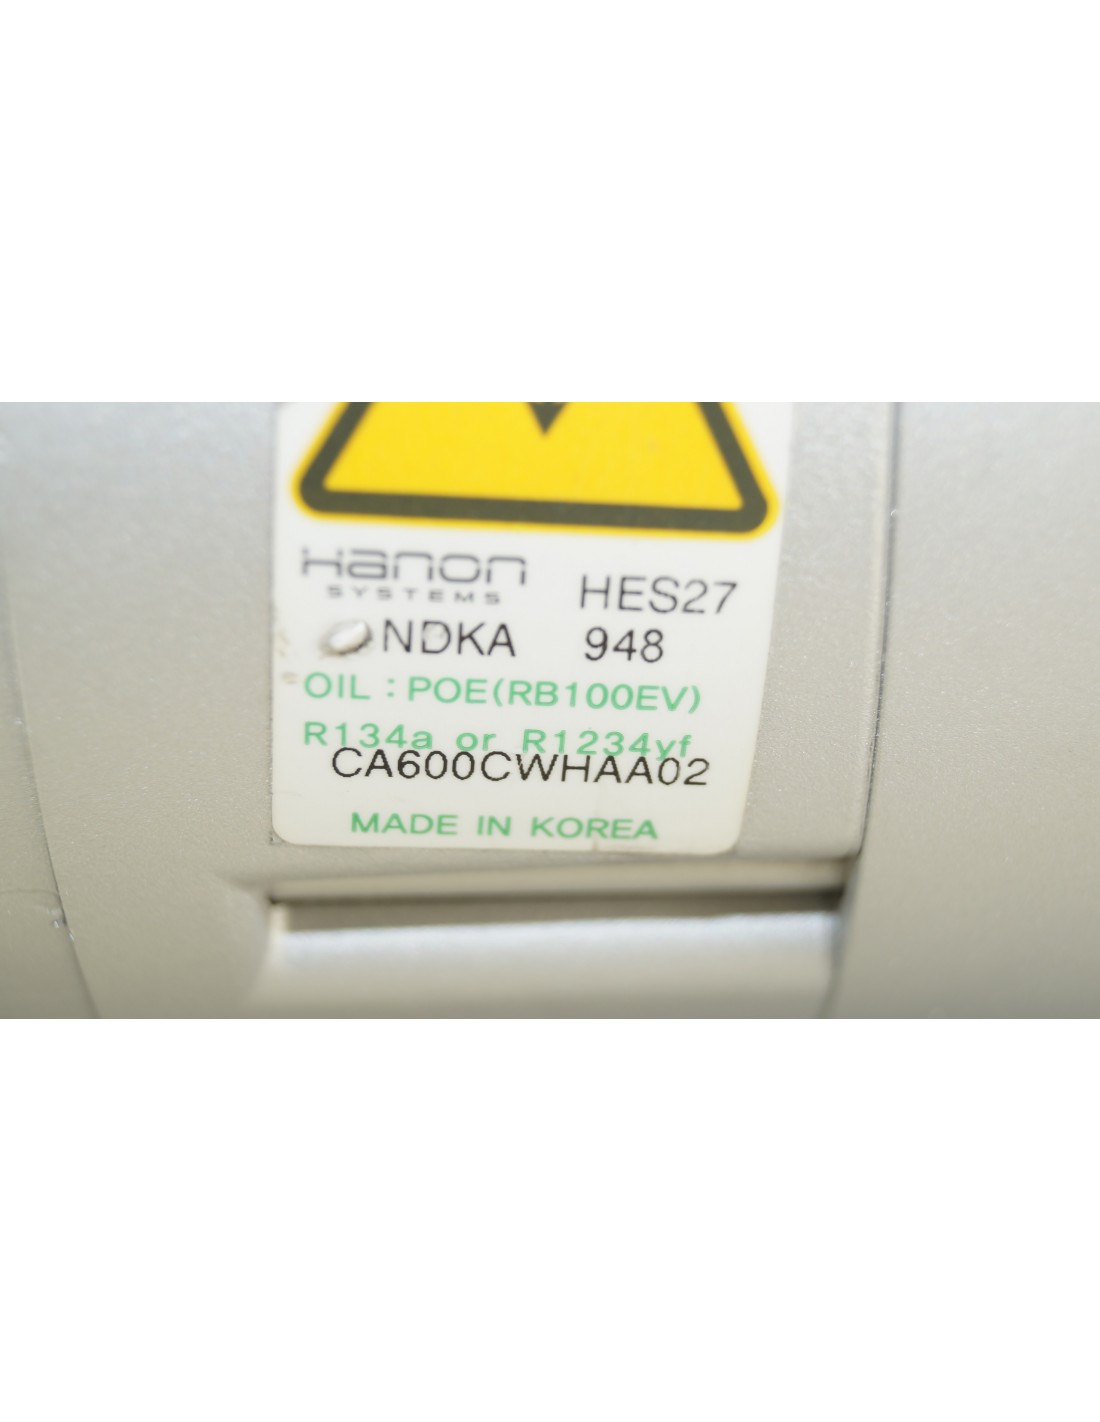 Hanon
SYSTEMS
HES27
NDKA 948
OIL : POE(RB100EV)
R134a or R1234yf
CA600CWHAA02
MADE IN KOREA